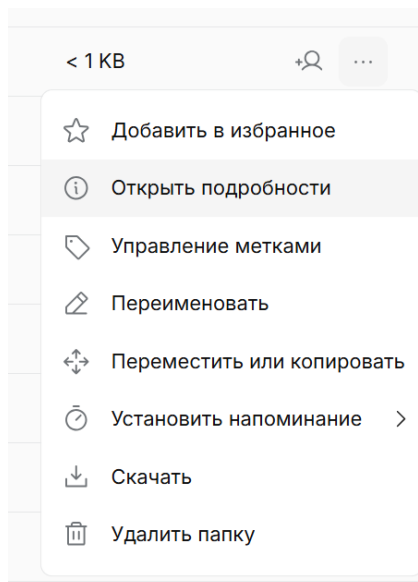 < 1 KB
Добавить в избранное
Открыть подробности
Управление метками
Переименовать
Переместить или копировать
Установить напоминание
Скачать
Удалить папку